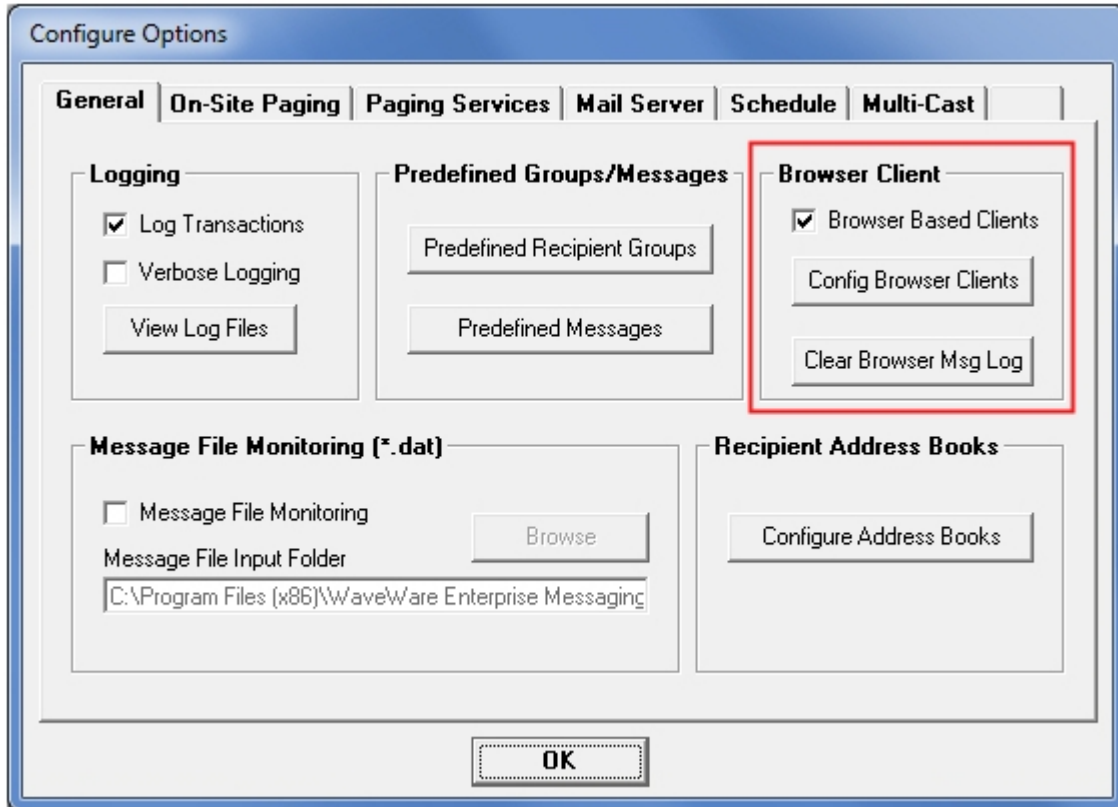 Configure Options
General On-Site Paging Paging Services Mail Server Schedule Multi-Cast
Logging
Log Transactions
Verbose Logging
View Log Files
Predefined Groups/Messages
Predefined Recipient Groups
Predefined Messages
Browser Client
Browser Based Clients
Config Browser Clients
Clear Browser Msg Log
Message File Monitoring (*.dat)
Message File Monitoring
Browse
Message File Input Folder
C:\Program Files (x86)\WaveWare Enterprise Messaging
Recipient Address Books
Configure Address Books
OK